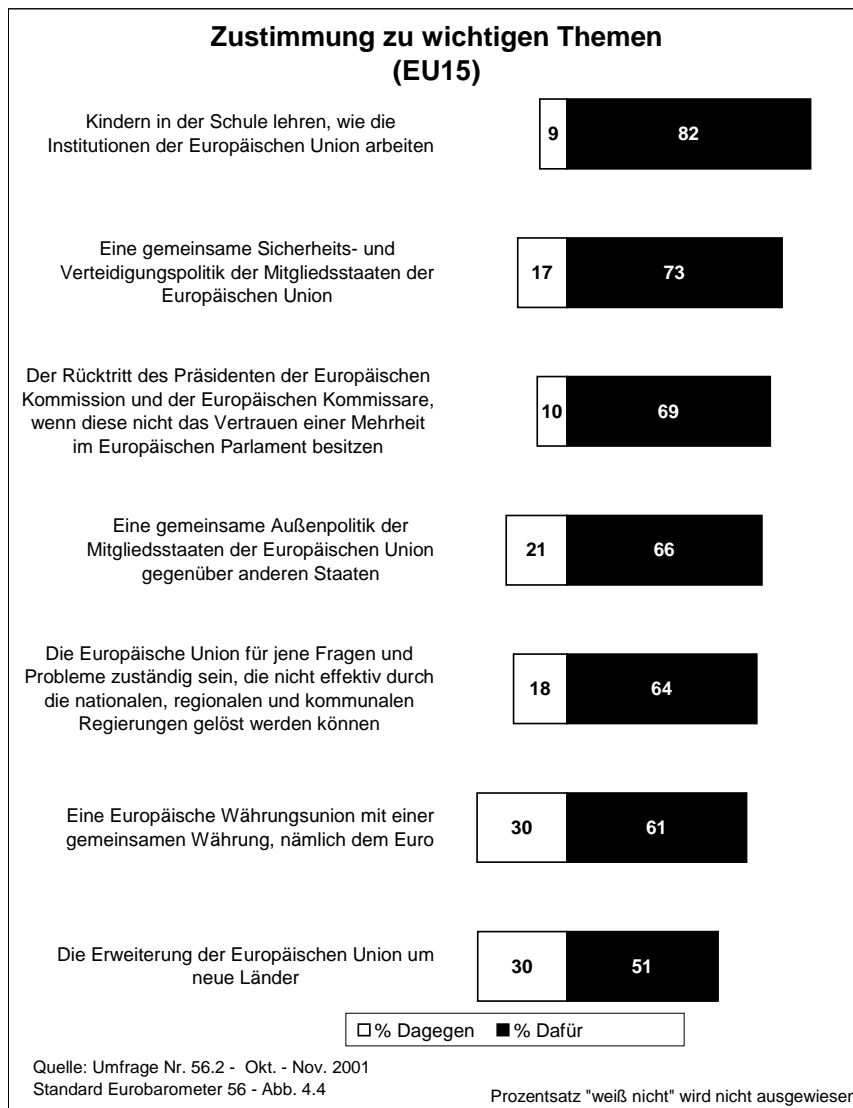 Zustimmung zu wichtigen Themen
(EU15)
Kindern in der Schule lehren, wie die
Institutionen der Europäischen Union arbeiten
9 82
Eine gemeinsame Sicherheits- und
Verteidigungspolitik der Mitgliedsstaaten der
Europäischen Union
17 73
Der Rücktritt des Präsidenten der Europäischen
Kommission und der Europäischen Kommissare,
wenn diese nicht das Vertrauen einer Mehrheit
im Europäischen Parlament besitzen
10 69
Eine gemeinsame Außenpolitik der
Mitgliedsstaaten der Europäischen Union
gegenüber anderen Staaten
21 66
Die Europäische Union für jene Fragen und
Probleme zuständig sein, die nicht effektiv durch
die nationalen, regionalen und kommunalen
Regierungen gelöst werden können
18 64
Eine Europäische Währungsunion mit einer
gemeinsamen Währung, nämlich dem Euro
30 61
Die Erweiterung der Europäischen Union um
neue Länder
30 51
% Dagegen % Dafür
Quelle: Umfrage Nr. 56.2 - Okt. - Nov. 2001
Standard Eurobarometer 56 - Abb. 4.4
Prozentsatz "weiß nicht" wird nicht ausgewiesen